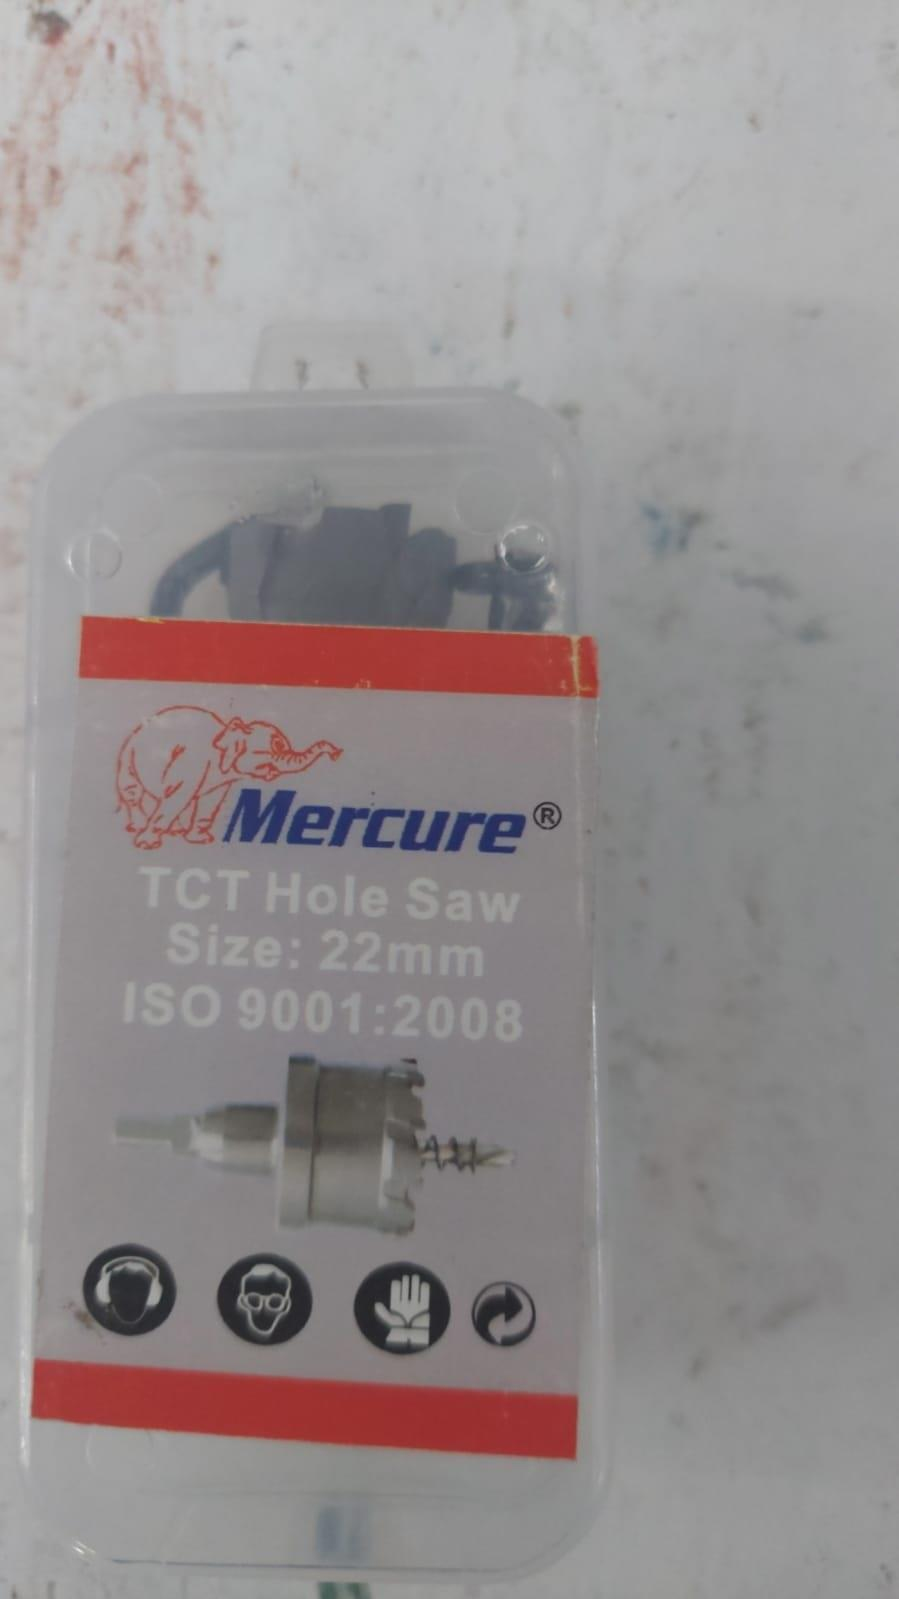 Mercure®
TCT Hole Saw
Size: 22mm
ISO 9001:2008